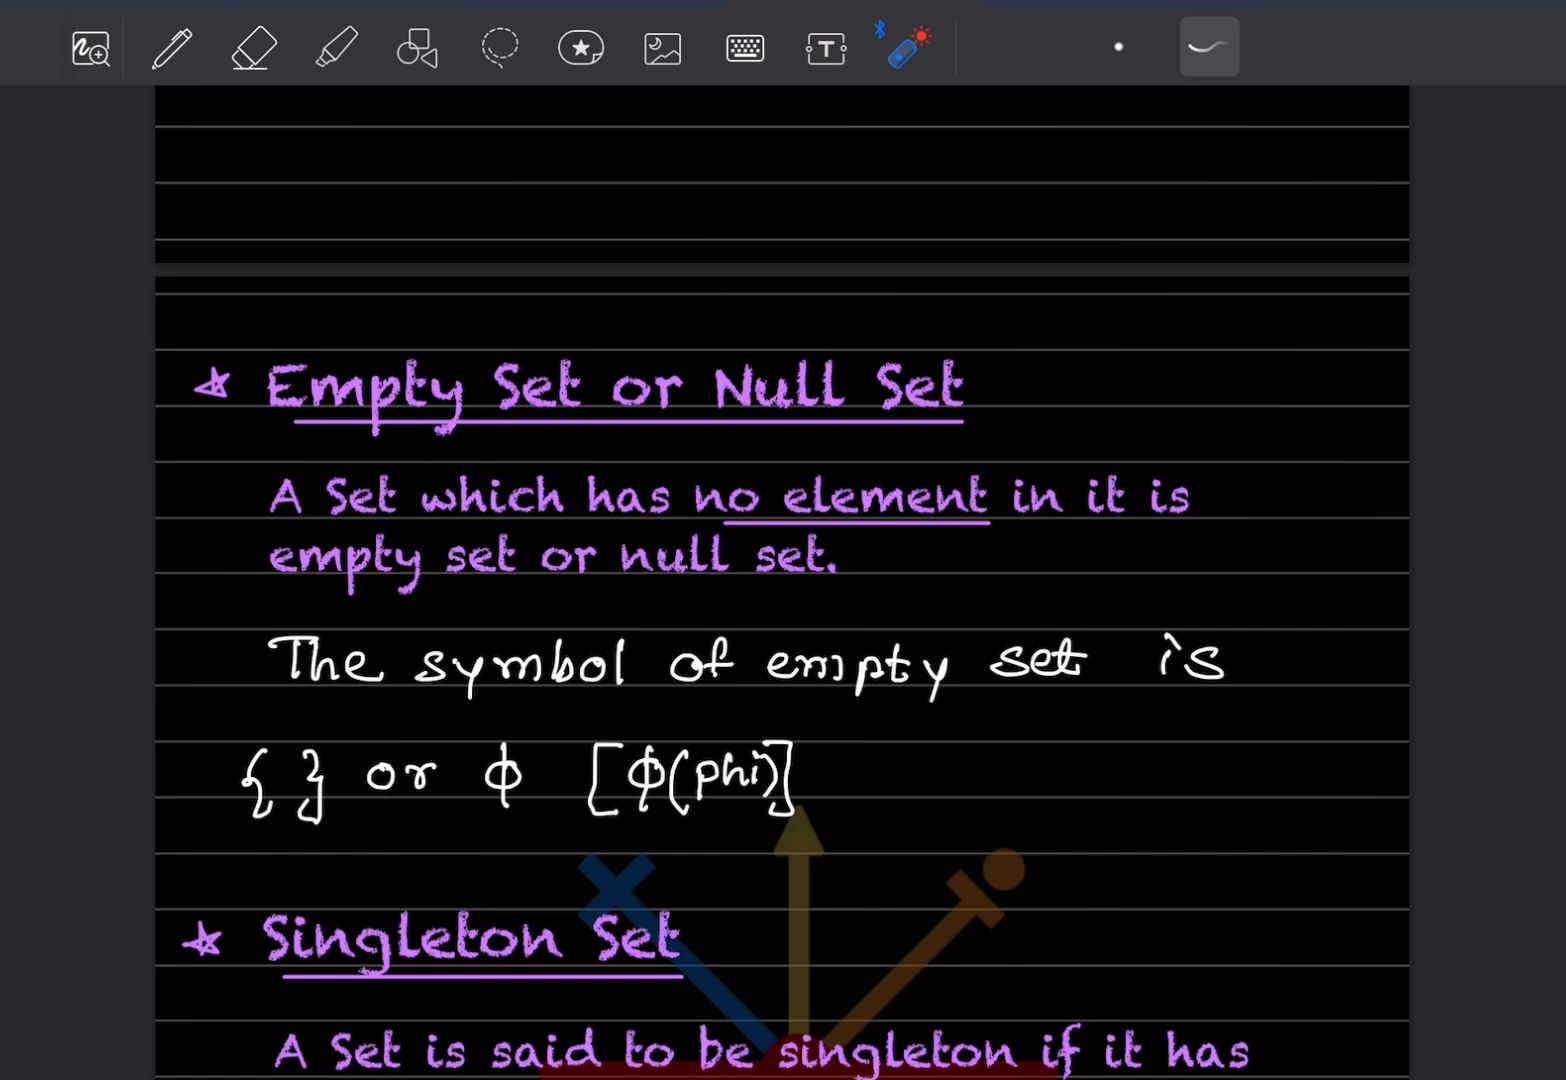 ☆ Empty Set or Null Set
A Set which has no element in it is
empty set or null set.
The symbol of empty set is
{ } or ϕ [ϕ(phi)]
☆ Singleton Set
A Set is said to be singleton if it has